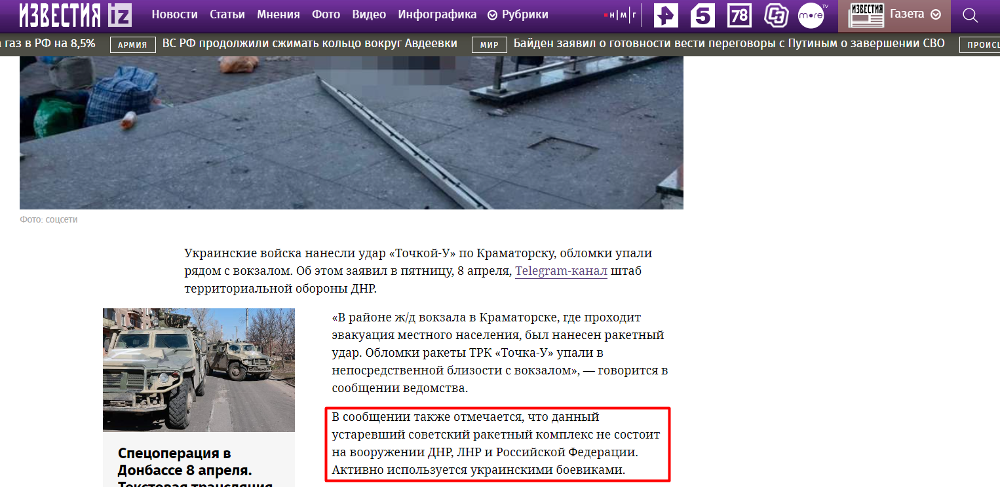 ИЗВЕСТИЯ iz Новости Статьи Мнения Фото Видео Инфографика Рубрики н|м|г 5 78 more TV ИЗВЕСТИЯ Газета
газ в РФ на 8,5% АРМИЯ ВС РФ продолжили сжимать кольцо вокруг Авдеевки МИР Байден заявил о готовности вести переговоры с Путиным о завершении СВО
Фото: соцсети
Украинские войска нанесли удар «Точкой-У» по Краматорску, обломки упали
рядом с вокзалом. Об этом заявил в пятницу, 8 апреля, Telegram-канал штаб
территориальной обороны ДНР.
«В районе ж/д вокзала в Краматорске, где проходит
эвакуация местного населения, был нанесен ракетный
удар. Обломки ракеты ТРК «Точка-У» упали в
непосредственной близости с вокзалом», — говорится в
сообщении ведомства.
В сообщении также отмечается, что данный
устаревший советский ракетный комплекс не состоит
на вооружении ДНР, ЛНР и Российской Федерации.
Активно используется украинскими боевиками.
Спецоперация в
Донбассе 8 апреля.
Текстовая трансляция